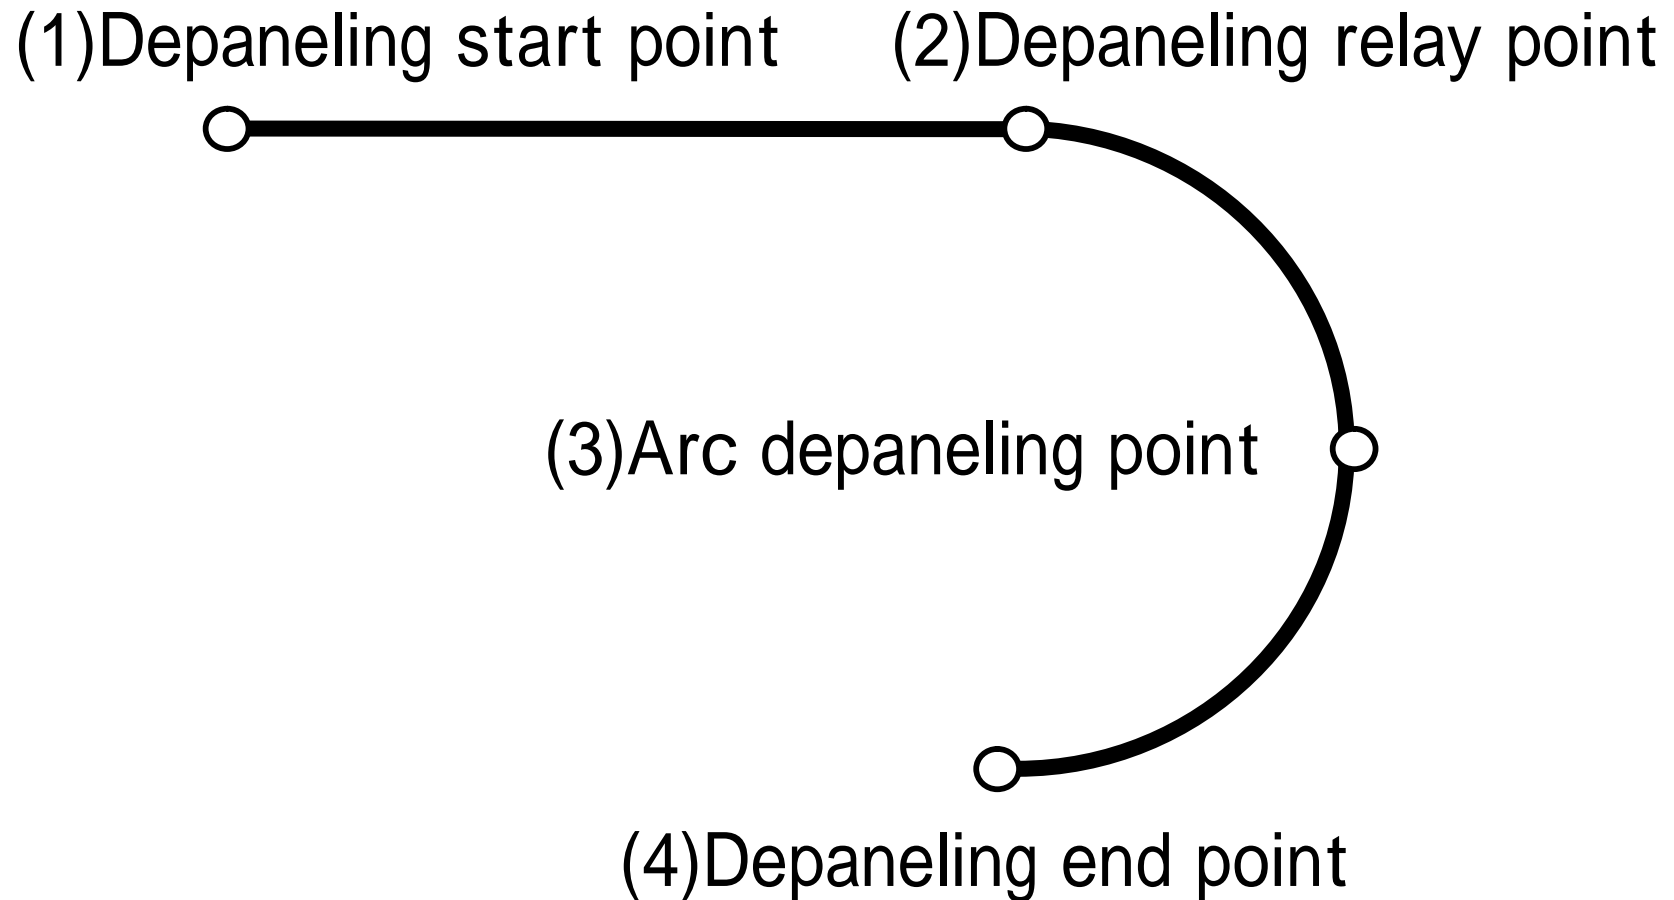 (1)Depaneling start point
(2)Depaneling relay point
(3)Arc depaneling point
(4)Depaneling end point